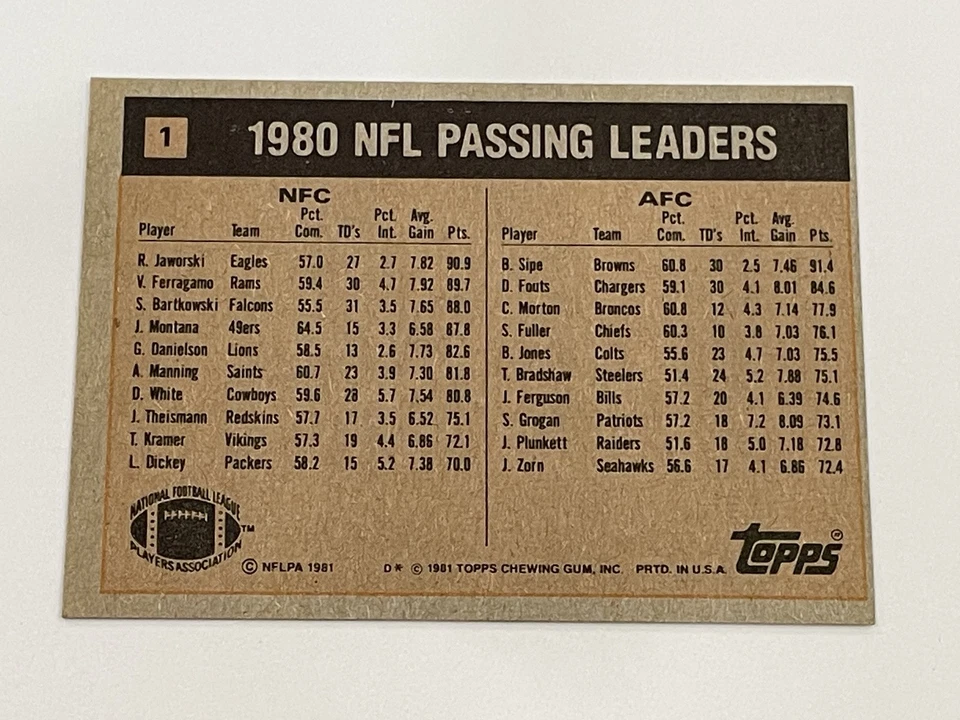 1
1980 NFL PASSING LEADERS
NFC
Player Team Pct. Com. TD's Pct. Int. Avg. Gain Pts.
R. Jaworski Eagles 57.0 27 2.7 7.82 90.9
V. Ferragamo Rams 59.4 30 4.7 7.92 89.7
S. Bartkowski Falcons 55.5 31 3.5 7.65 88.0
J. Montana 49ers 64.5 15 3.3 6.58 87.8
G. Danielson Lions 58.5 13 2.6 7.73 82.6
A. Manning Saints 60.7 23 3.9 7.30 81.8
D. White Cowboys 59.6 28 5.7 7.54 80.8
J. Theismann Redskins 57.7 17 3.5 6.52 75.1
T. Kramer Vikings 57.3 19 4.4 6.86 72.1
L. Dickey Packers 58.2 15 5.2 7.38 70.0
AFC
Player Team Pct. Com. TD's Pct. Int. Avg. Gain Pts.
B. Sipe Browns 60.8 30 2.5 7.46 91.4
D. Fouts Chargers 59.1 30 4.1 8.01 84.6
C. Morton Broncos 60.8 12 4.3 7.14 77.9
S. Fuller Chiefs 60.3 10 3.8 7.03 76.1
B. Jones Colts 55.6 23 4.7 7.03 75.5
T. Bradshaw Steelers 51.4 24 5.2 7.88 75.1
J. Ferguson Bills 57.2 20 4.1 6.39 74.6
S. Grogan Patriots 57.2 18 7.2 8.09 73.1
J. Plunkett Raiders 51.6 18 5.0 7.18 72.8
J. Zorn Seahawks 56.6 17 4.1 6.86 72.4
NATIONAL FOOTBALL LEAGUE
PLAYERS ASSOCIATION
TM
© NFLPA 1981
D* © 1981 TOPPS CHEWING GUM, INC. PRTD. IN U.S.A.
Topps ®